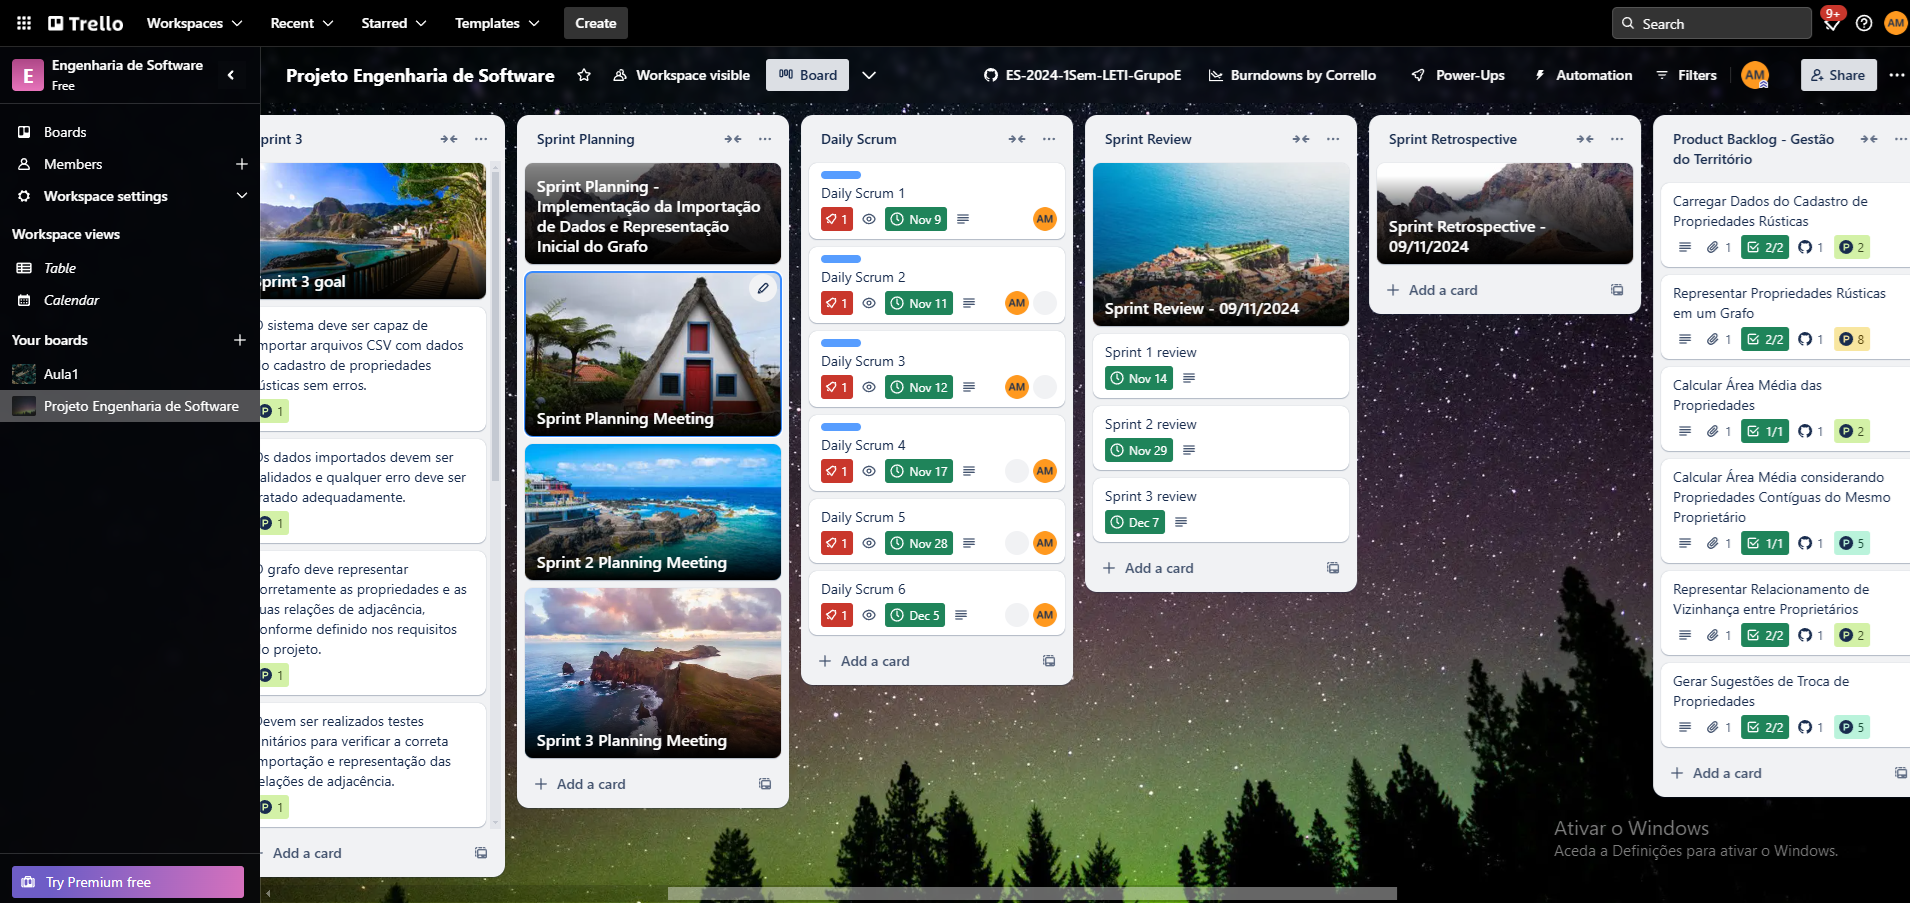 Trello
Workspaces
Recent
Starred
Templates
Create
Search
9+
AM
E
Engenharia de Software
Free
Projeto Engenharia de Software
Workspace visible
Board
ES-2024-1Sem-LETI-GrupoE
Burndowns by Corrello
Power-Ups
Automation
Filters
AM
Share
Boards
Members
Workspace settings
Workspace views
Table
Calendar
Your boards
Aula1
Projeto Engenharia de Software
Try Premium free
print 3
print 3 goal
O sistema deve ser capaz de
mportar arquivos CSV com dados
o cadastro de propriedades
ústicas sem erros.
P 1
Os dados importados devem ser
alidados e qualquer erro deve ser
ratado adequadamente.
P 1
O grafo deve representar
orretamente as propriedades e as
uas relações de adjacência,
onforme definido nos requisitos
o projeto.
P 1
Devem ser realizados testes
nitários para verificar a correta
mportação e representação das
elações de adjacência.
P 1
Add a card
Sprint Planning
Sprint Planning -
Implementação da Importação
de Dados e Representação
Inicial do Grafo
Sprint Planning Meeting
Sprint 2 Planning Meeting
Sprint 3 Planning Meeting
Add a card
Daily Scrum
Daily Scrum 1
1 Nov 9 AM
Daily Scrum 2
1 Nov 11 AM
Daily Scrum 3
1 Nov 12 AM
Daily Scrum 4
1 Nov 17 AM
Daily Scrum 5
1 Nov 28 AM
Daily Scrum 6
1 Dec 5 AM
Add a card
Sprint Review
Sprint Review - 09/11/2024
Sprint 1 review
Nov 14
Sprint 2 review
Nov 29
Sprint 3 review
Dec 7
Add a card
Sprint Retrospective
Sprint Retrospective -
09/11/2024
Add a card
Product Backlog - Gestão
do Território
Carregar Dados do Cadastro de
Propriedades Rústicas
1 2/2 1 P 2
Representar Propriedades Rústicas
em um Grafo
1 2/2 1 P 8
Calcular Área Média das
Propriedades
1 1/1 1 P 2
Calcular Área Média considerando
Propriedades Contíguas do Mesmo
Proprietário
1 1/1 1 P 5
Representar Relacionamento de
Vizinhança entre Proprietários
1 2/2 1 P 2
Gerar Sugestões de Troca de
Propriedades
1 2/2 1 P 5
Add a card
Ativar o Windows
Aceda a Definições para ativar o Windows.